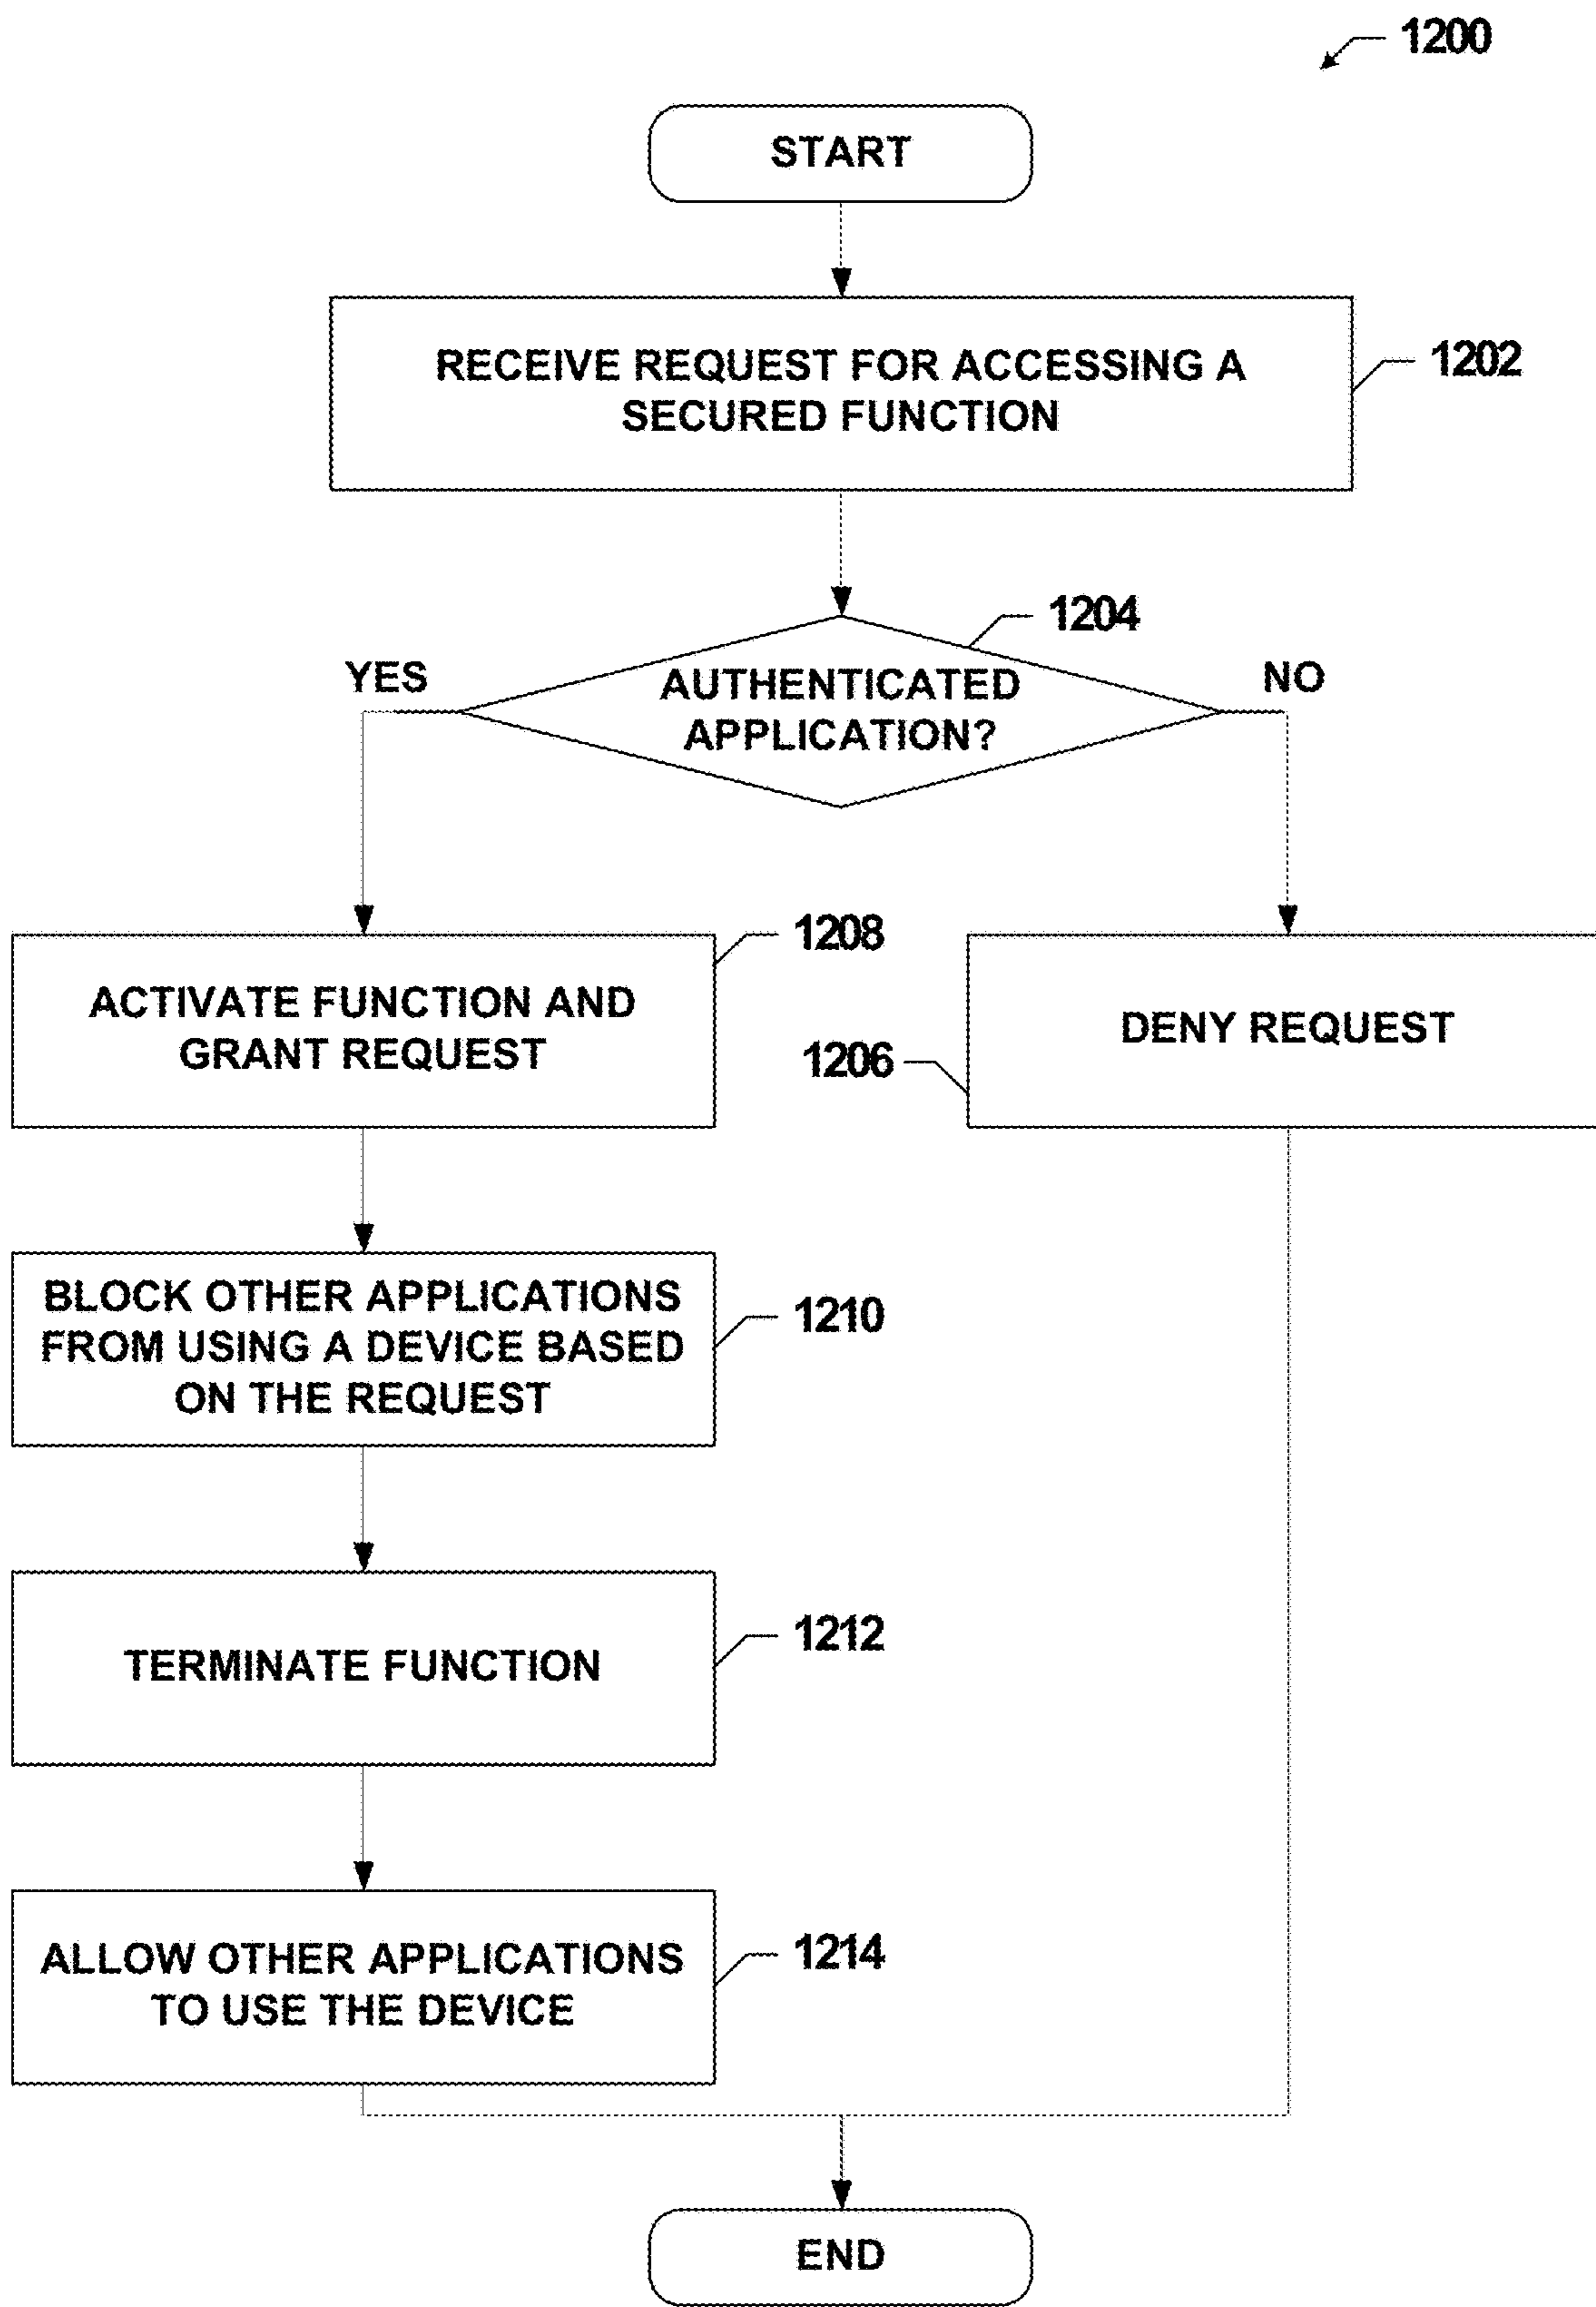 1200
START
RECEIVE REQUEST FOR ACCESSING A
SECURED FUNCTION
1202
1204
YES
AUTHENTICATED
APPLICATION?
NO
1208
ACTIVATE FUNCTION AND
GRANT REQUEST
DENY REQUEST
1206
BLOCK OTHER APPLICATIONS
FROM USING A DEVICE BASED
ON THE REQUEST
1210
TERMINATE FUNCTION
1212
ALLOW OTHER APPLICATIONS
TO USE THE DEVICE
1214
END